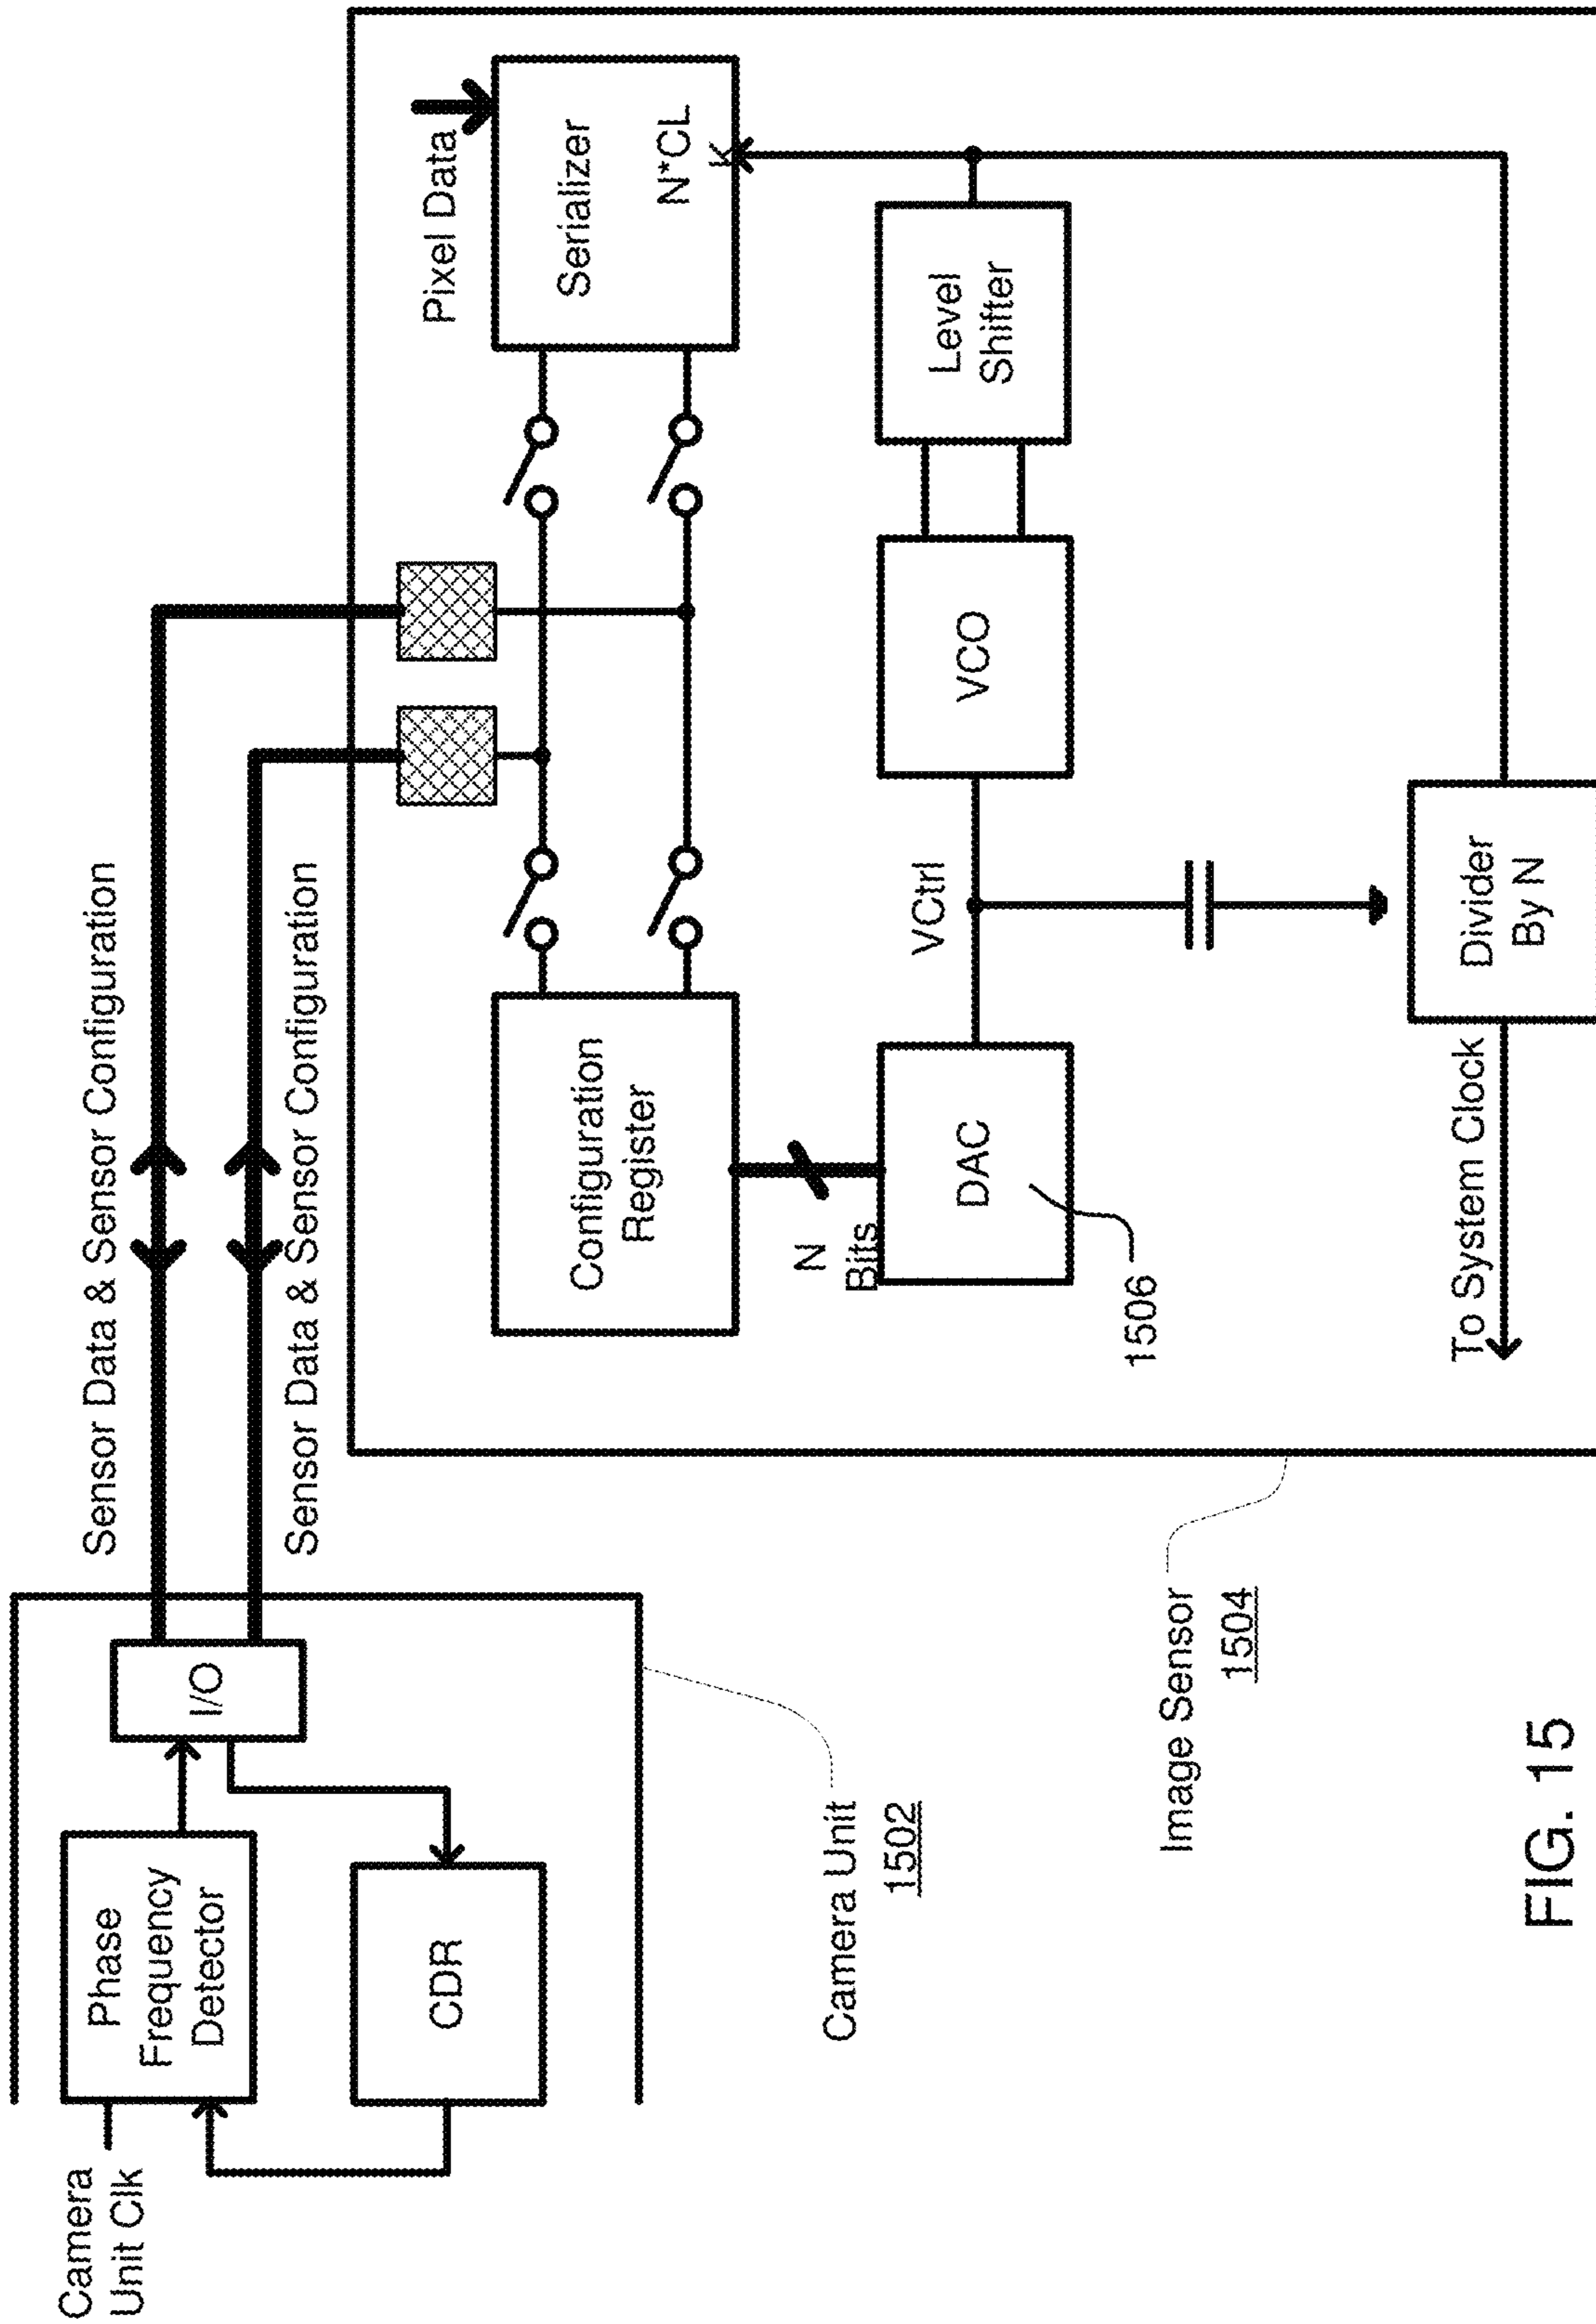 Camera
Unit Clk
Phase
Frequency
Detector
I/O
CDR
Camera Unit
1502
Sensor Data & Sensor Configuration
Sensor Data & Sensor Configuration
Pixel Data
Configuration
Register
Serializer
N*CL
K
N
Bits
DAC
1506
VCtrl
VCO
Level
Shifter
To System Clock
Divider
By N
Image Sensor
1504
FIG. 15